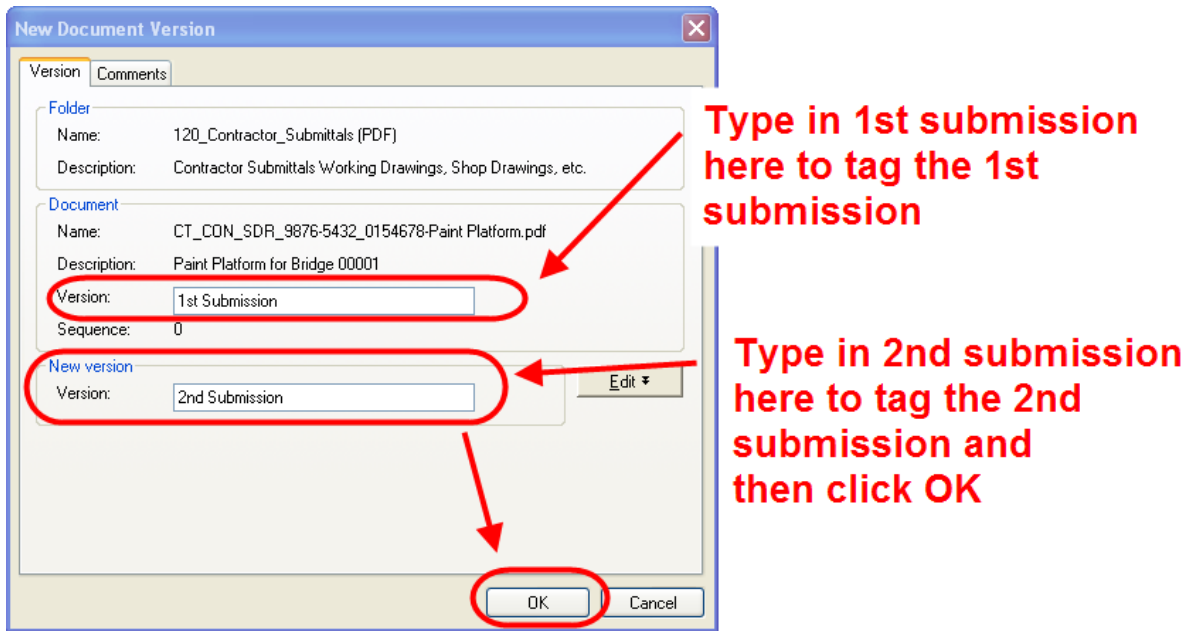 New Document Version
Version Comments
Folder
Name: 120_Contractor_Submittals (PDF)
Description: Contractor Submittals Working Drawings, Shop Drawings, etc.
Document
Name: CT_CON_SDR_9876-5432_0154678-Paint Platform.pdf
Description: Paint Platform for Bridge 00001
Version: 1st Submission
Sequence: 0
New version
Version: 2nd Submission
Edit
OK Cancel
Type in 1st submission
here to tag the 1st
submission
Type in 2nd submission
here to tag the 2nd
submission and
then click OK